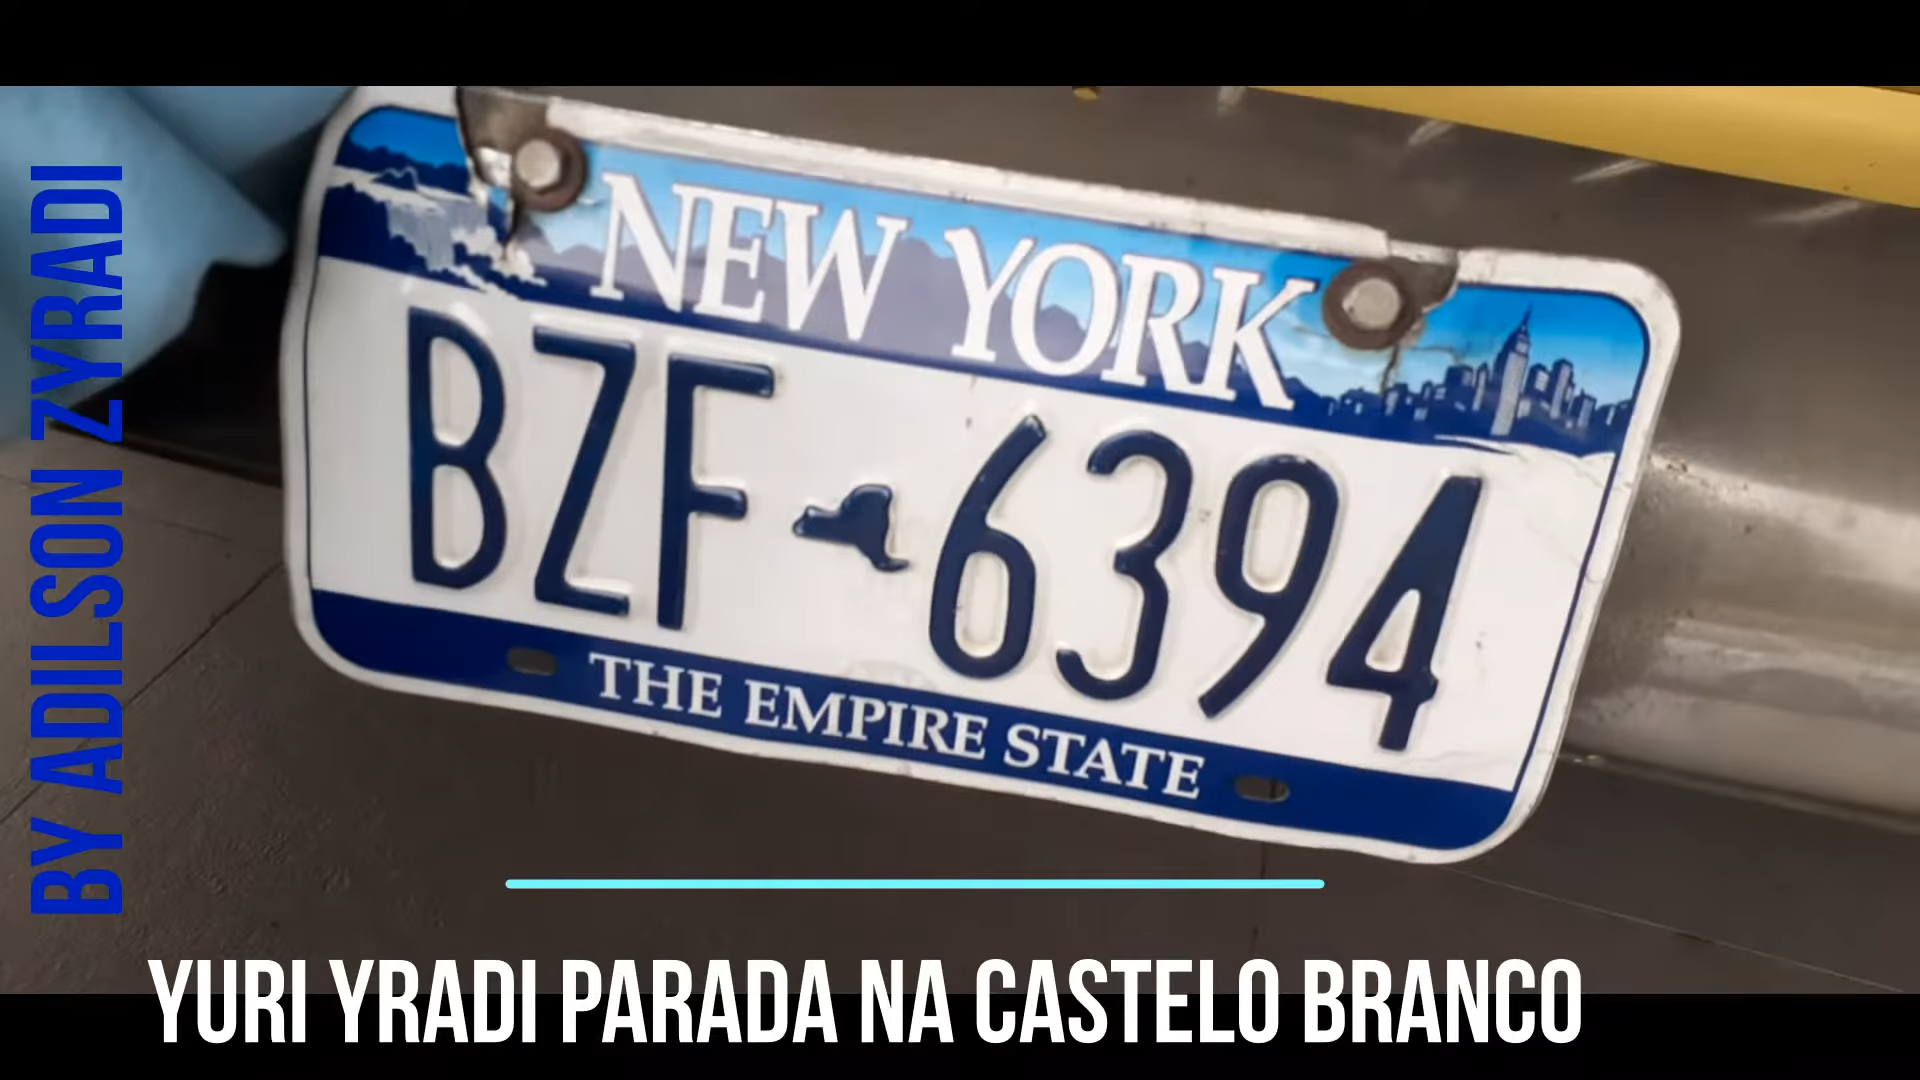 BY ADILSON ZYRADI
NEW YORK
BZF 6394
THE EMPIRE STATE
YURI YRADI PARADA NA CASTELO BRANCO